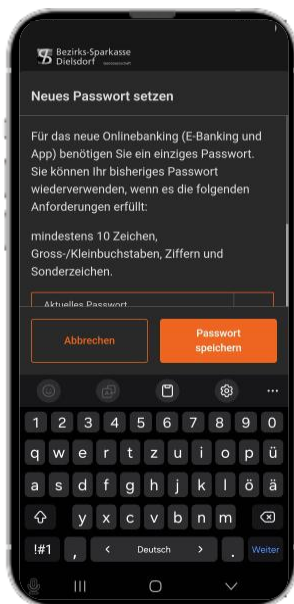 Bezirks-Sparkasse
Dielsdorf
Neues Passwort setzen
Für das neue Onlinebanking (E-Banking und
App) benötigen Sie ein einziges Passwort.
Sie können Ihr bisheriges Passwort
wiederverwenden, wenn es die folgenden
Anforderungen erfüllt:
mindestens 10 Zeichen,
Gross-/Kleinbuchstaben, Ziffern und
Sonderzeichen.
Aktuelles Passwort
Abbrechen
Passwort
speichern
1 2 3 4 5 6 7 8 9 0
q w e r t z u i o p ü
a s d f g h j k l ö ä
y x c v b n m
!#1 , < Deutsch > . Weiter